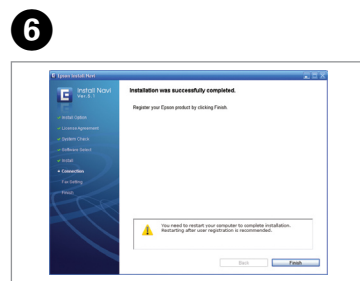 6
Epson Install Navi
E Install Navi
Ver. 6.1
Installation was successfully completed.
Register your Epson product by clicking Finish.
Install Option
License Agreement
System Check
Software Select
Install
Connection
Fax Setting
Finish
You need to restart your computer to complete installation.
Restarting after user registration is recommended.
Back
Finish